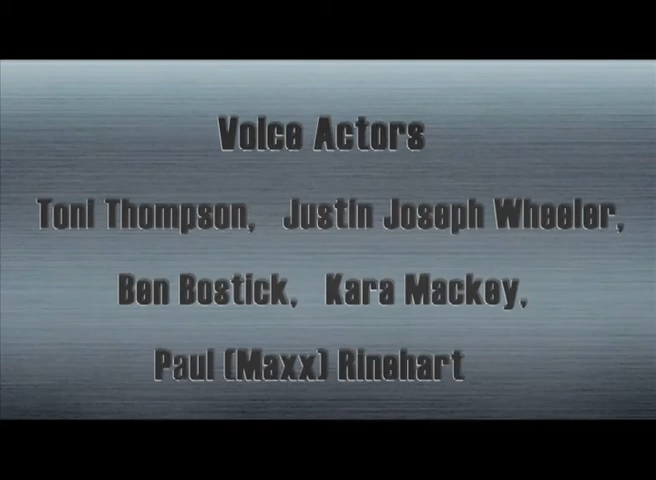 Voice Actors
Toni Thompson, Justin Joseph Wheeler,
Ben Bostick, Kara Mackey,
Paul (Maxx) Rinehart